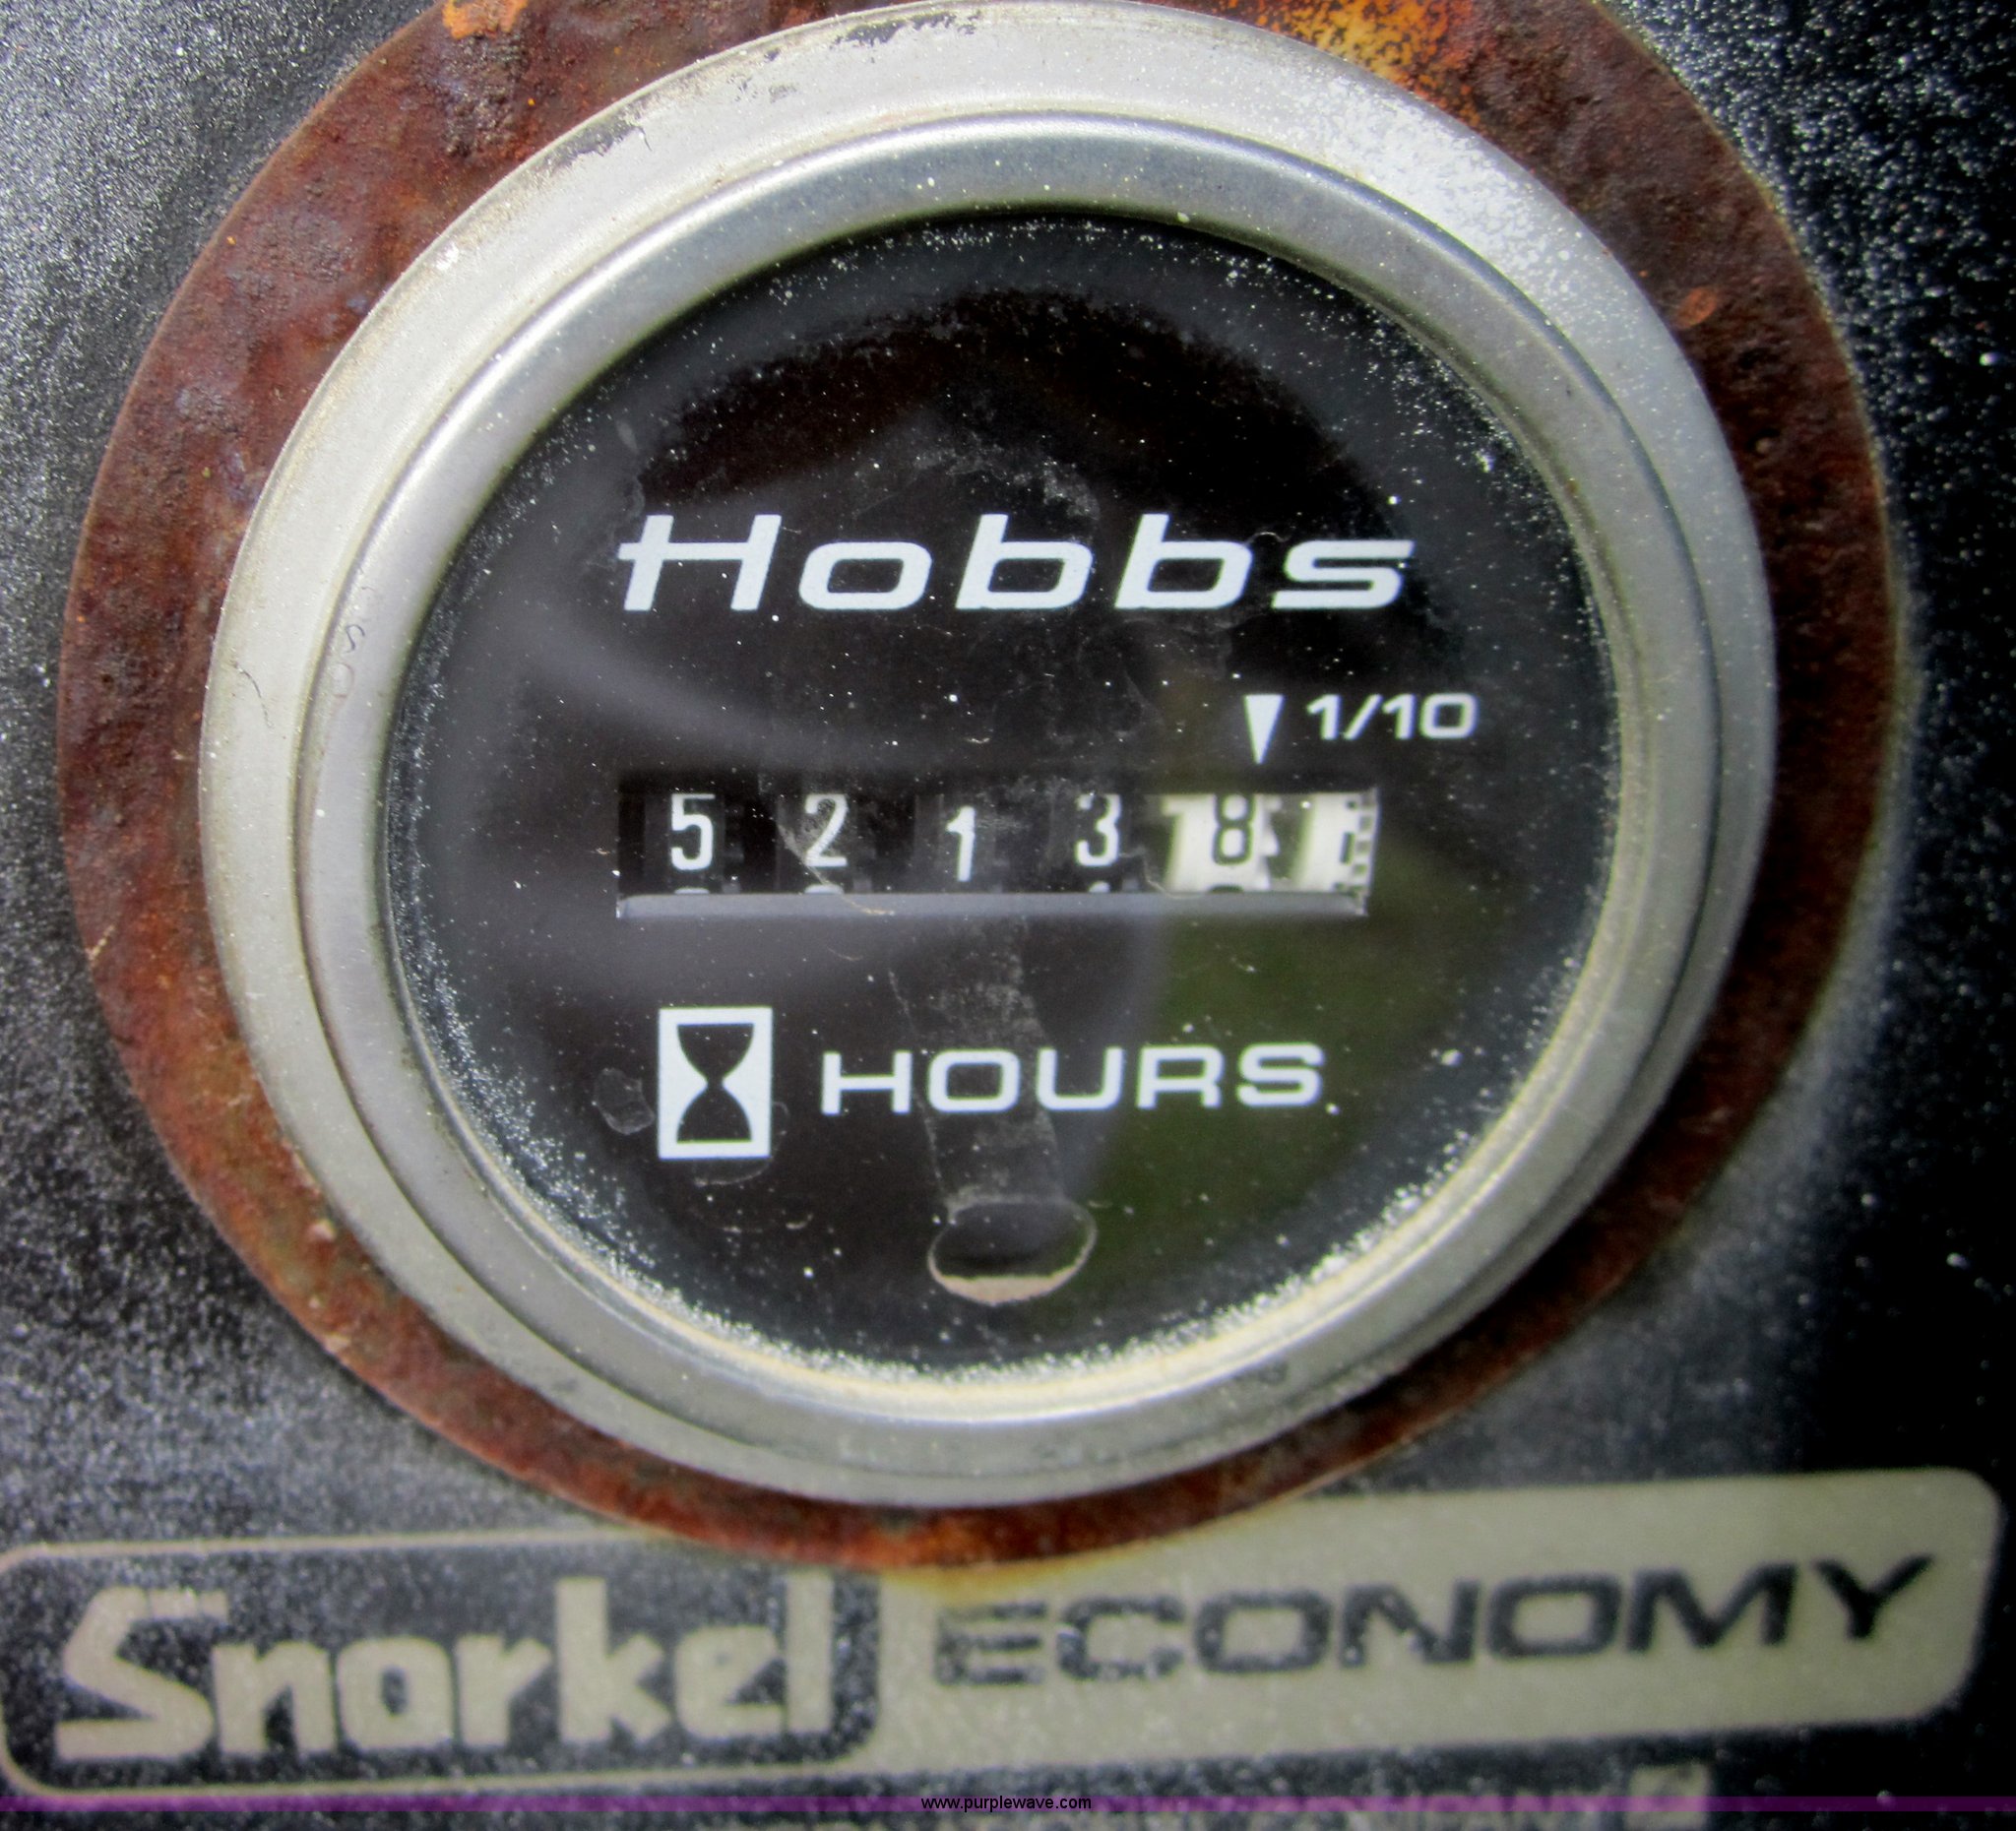 Hobbs
1/10
5 2 1 3 8
HOURS
Snorkel ECONOMY
www.purplewave.com